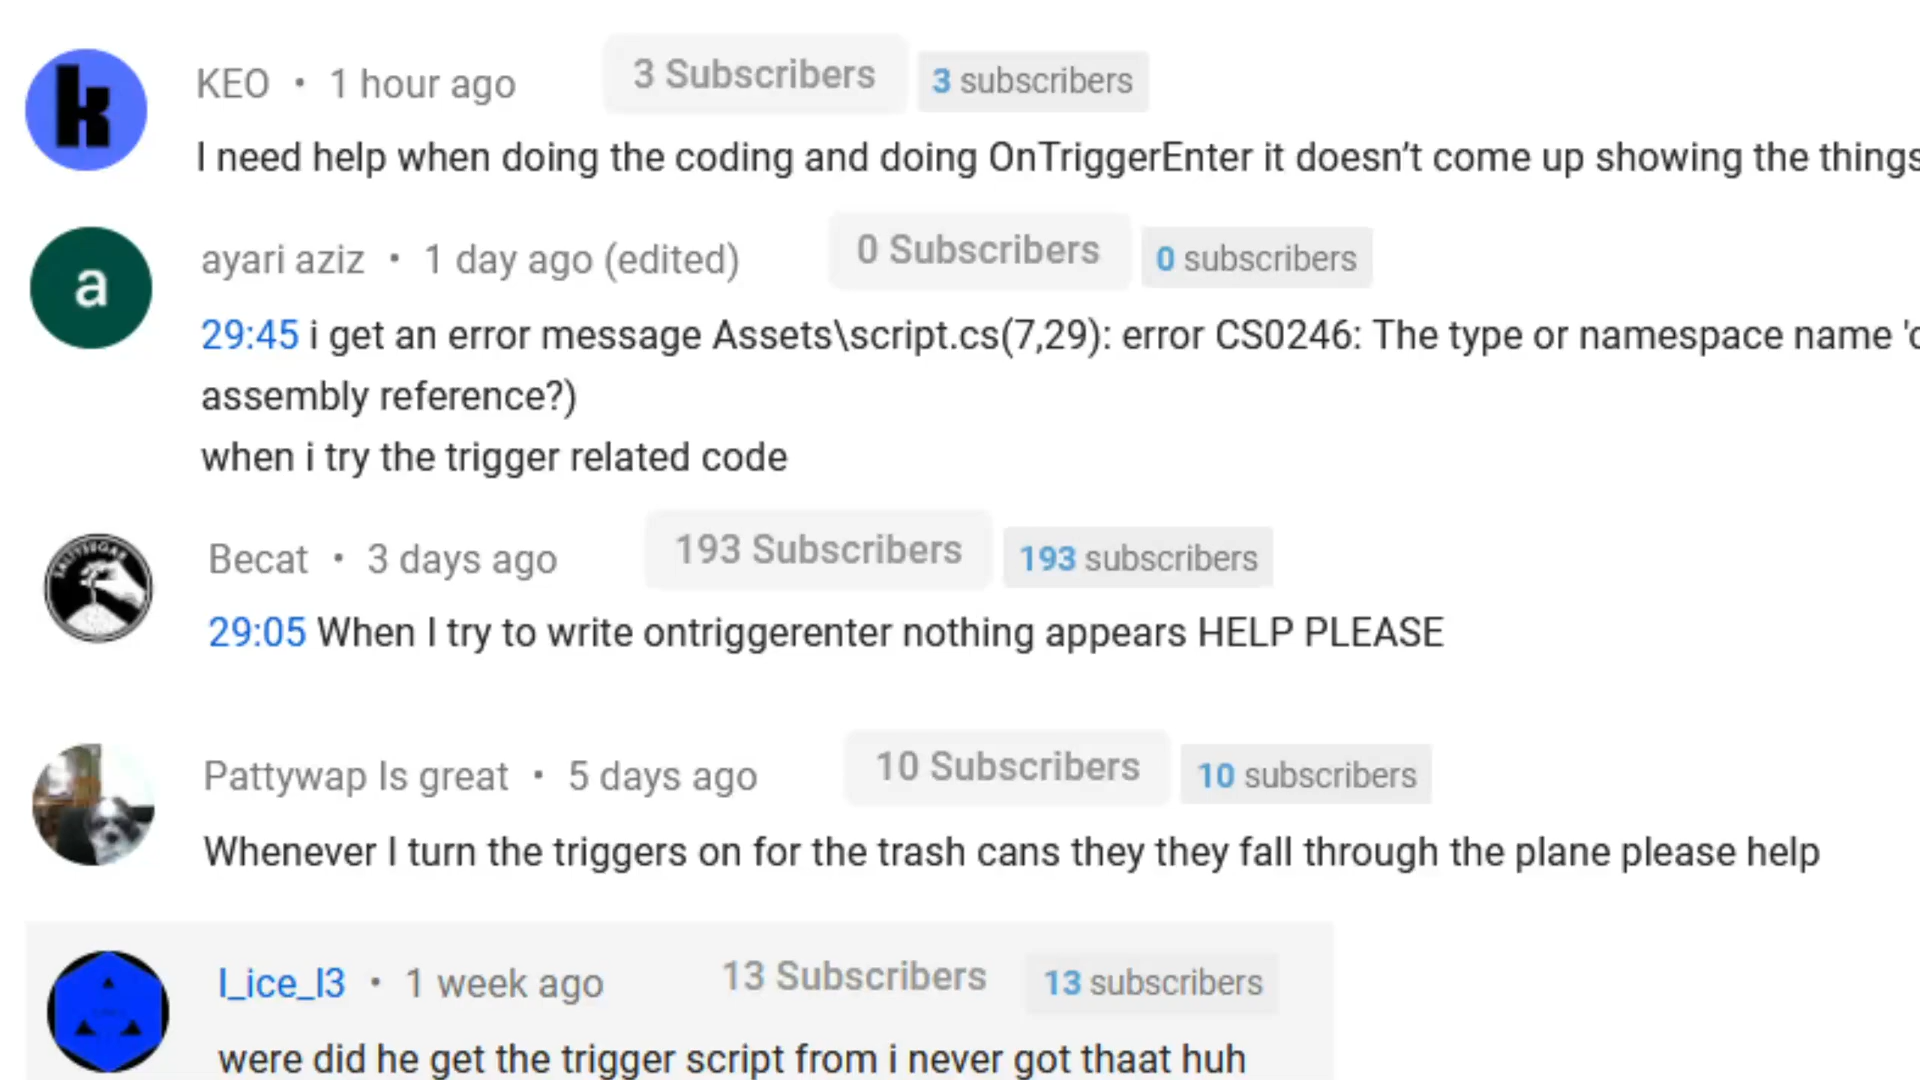 k
KEO • 1 hour ago 3 Subscribers 3 subscribers
I need help when doing the coding and doing OnTriggerEnter it doesn’t come up showing the things
a
ayari aziz • 1 day ago (edited) 0 Subscribers 0 subscribers
29:45 i get an error message Assets\script.cs(7,29): error CS0246: The type or namespace name '
assembly reference?)
when i try the trigger related code
Becat • 3 days ago 193 Subscribers 193 subscribers
29:05 When I try to write ontriggerenter nothing appears HELP PLEASE
Pattywap Is great • 5 days ago 10 Subscribers 10 subscribers
Whenever I turn the triggers on for the trash cans they they fall through the plane please help
I_ice_I3 • 1 week ago 13 Subscribers 13 subscribers
were did he get the trigger script from i never got thaat huh